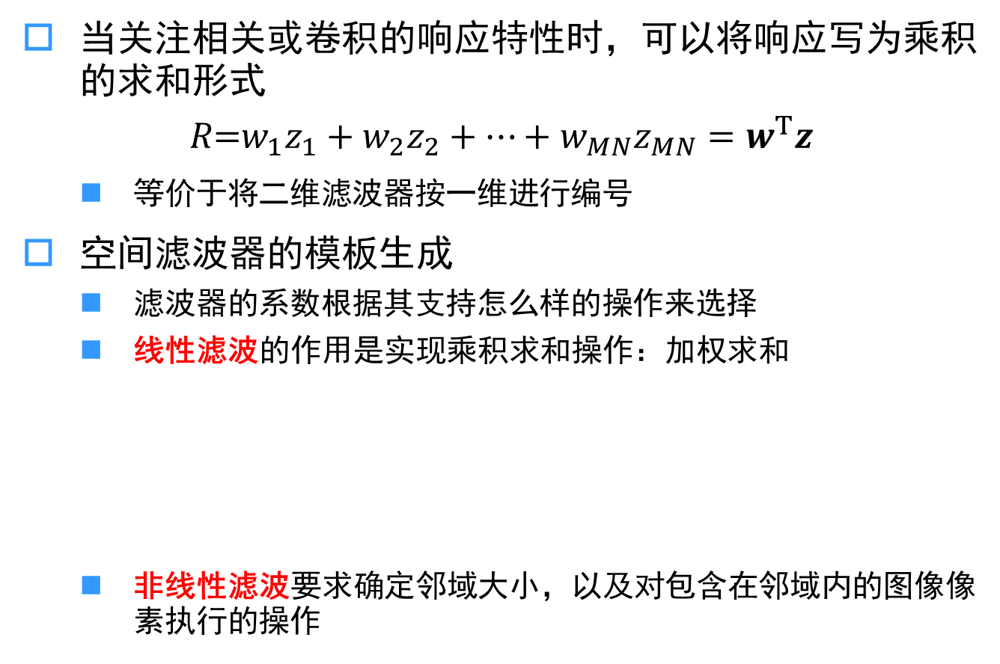 当关注相关或卷积的响应特性时，可以将响应写为乘积
的求和形式
R=w₁z₁ + w₂z₂ + ⋯ + w_{MN}z_{MN} = wᵀz
等价于将二维滤波器按一维进行编号
空间滤波器的模板生成
滤波器的系数根据其支持怎么样的操作来选择
线性滤波的作用是实现乘积求和操作：加权求和
非线性滤波要求确定邻域大小，以及对包含在邻域内的图像像
素执行的操作